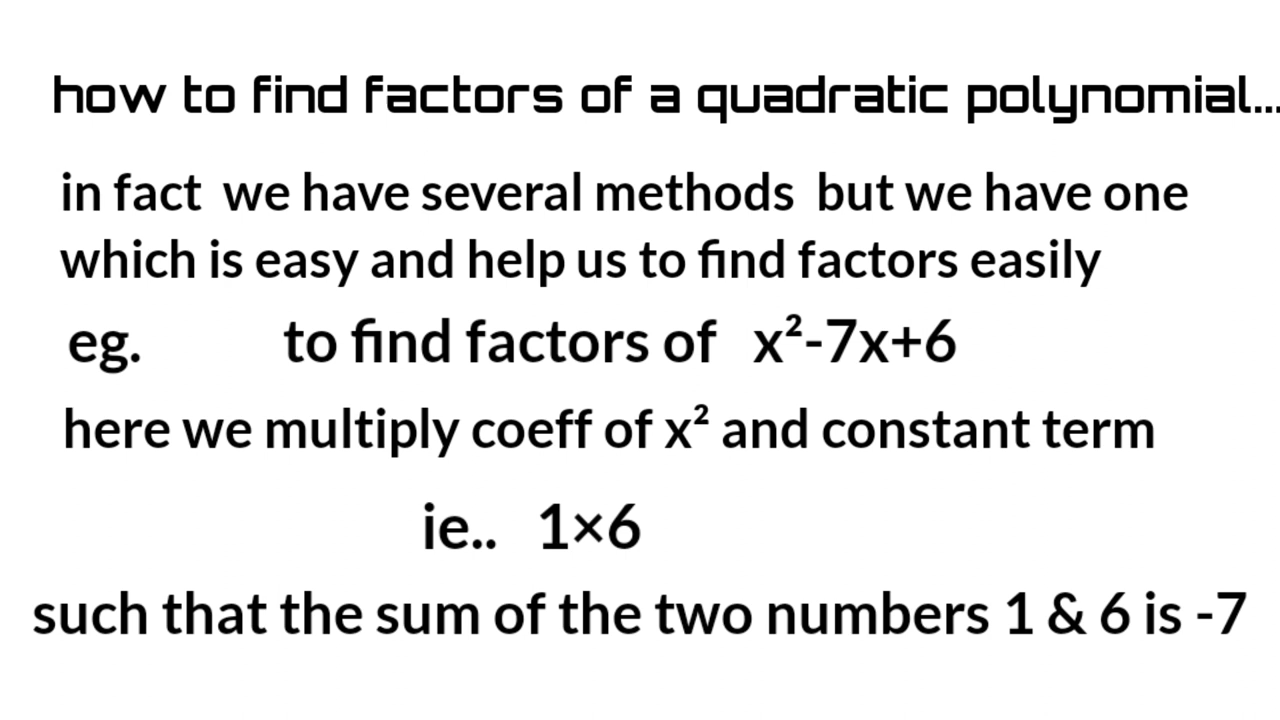 how to find factors of a quadratic polynomial...
in fact we have several methods but we have one
which is easy and help us to find factors easily
eg. to find factors of x²-7x+6
here we multiply coeff of x² and constant term
ie.. 1×6
such that the sum of the two numbers 1 & 6 is -7